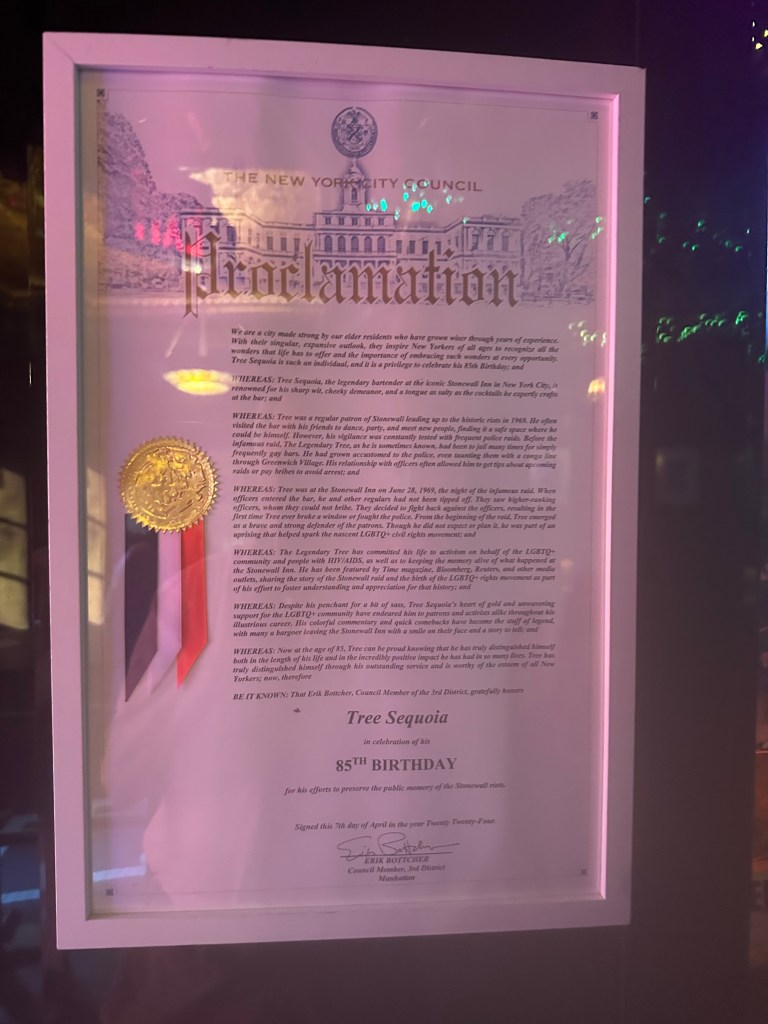 THE NEW YORK CITY COUNCIL
Proclamation
We are a city made strong by our elder residents who have grown wiser through years of experience.
With their singular, expansive outlook, they inspire New Yorkers of all ages to recognize all the
wonders that life has to offer and the importance of embracing such wonders at every opportunity.
Tree Sequoia is such an individual, and it is a privilege to celebrate his 85th Birthday; and
WHEREAS: Tree Sequoia, the legendary bartender at the iconic Stonewall Inn in New York City, is
renowned for his sharp wit, cheeky demeanor, and a tongue as salty as the cocktails he expertly crafts
at the bar; and
WHEREAS: Tree was a regular patron of Stonewall leading up to the historic riots in 1969. He often
visited the bar with his friends to dance, party, and meet new people, finding it a safe space where he
could be himself. However, his vigilance was constantly tested with frequent police raids. Before the
infamous raid, The Legendary Tree, as he is sometimes known, had been to jail many times for simply
frequently gay bars. He had grown accustomed to the police, even taunting them with a conga line
through Greenwich Village. His relationship with officers often allowed him to get tips about upcoming
raids or pay bribes to avoid arrest; and
WHEREAS: Tree was at the Stonewall Inn on June 28, 1969, the night of the infamous raid. When
officers entered the bar, he and other regulars had not been tipped off. They saw higher-ranking
officers, whom they could not bribe. They decided to fight back against the officers, resulting in the
first time Tree ever broke a window or fought the police. From the beginning of the raid, Tree emerged
as a brave and strong defender of the patrons. Though he did not expect or plan it, he was part of an
uprising that helped spark the nascent LGBTQ+ civil rights movement; and
WHEREAS: The Legendary Tree has committed his life to activism on behalf of the LGBTQ+
community and people with HIV/AIDS, as well as to keeping the memory alive of what happened at
the Stonewall Inn. He has been featured by Time magazine, Bloomberg, Reuters, and other media
outlets, sharing the story of the Stonewall raid and the birth of the LGBTQ+ rights movement as part
of his effort to foster understanding and appreciation for that history; and
WHEREAS: Despite his penchant for a bit of sass, Tree Sequoia's heart of gold and unwavering
support for the LGBTQ+ community have endeared him to patrons and activists alike throughout his
illustrious career. His colorful commentary and quick comebacks have become the stuff of legend,
with many a bargoer leaving the Stonewall Inn with a smile on their face and a story to tell; and
WHEREAS: Now at the age of 85, Tree can be proud knowing that he has truly distinguished himself
both in the length of his life and in the incredibly positive impact he has had in so many lives. Tree has
truly distinguished himself through his outstanding service and is worthy of the esteem of all New
Yorkers; now, therefore
BE IT KNOWN: That Erik Bottcher, Council Member of the 3rd District, gratefully honors
Tree Sequoia
in celebration of his
85TH BIRTHDAY
for his efforts to preserve the public memory of the Stonewall riots.
Signed this 7th day of April in the year Twenty Twenty-Four.
Erik Bottcher
ERIK BOTTCHER
Council Member, 3rd District
Manhattan